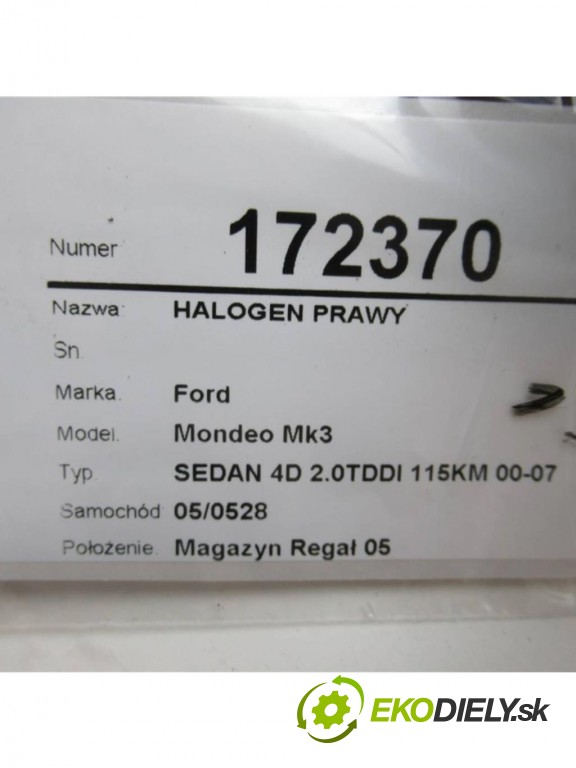 Numer 172370
Nazwa: HALOGEN PRAWY
Sn.
Marka. Ford
Model. Mondeo Mk3
Typ SEDAN 4D 2.0TDDI 115KM 00-07
Samochód 05/0528
Położenie. Magazyn Regał 05
EKODIELY.sk